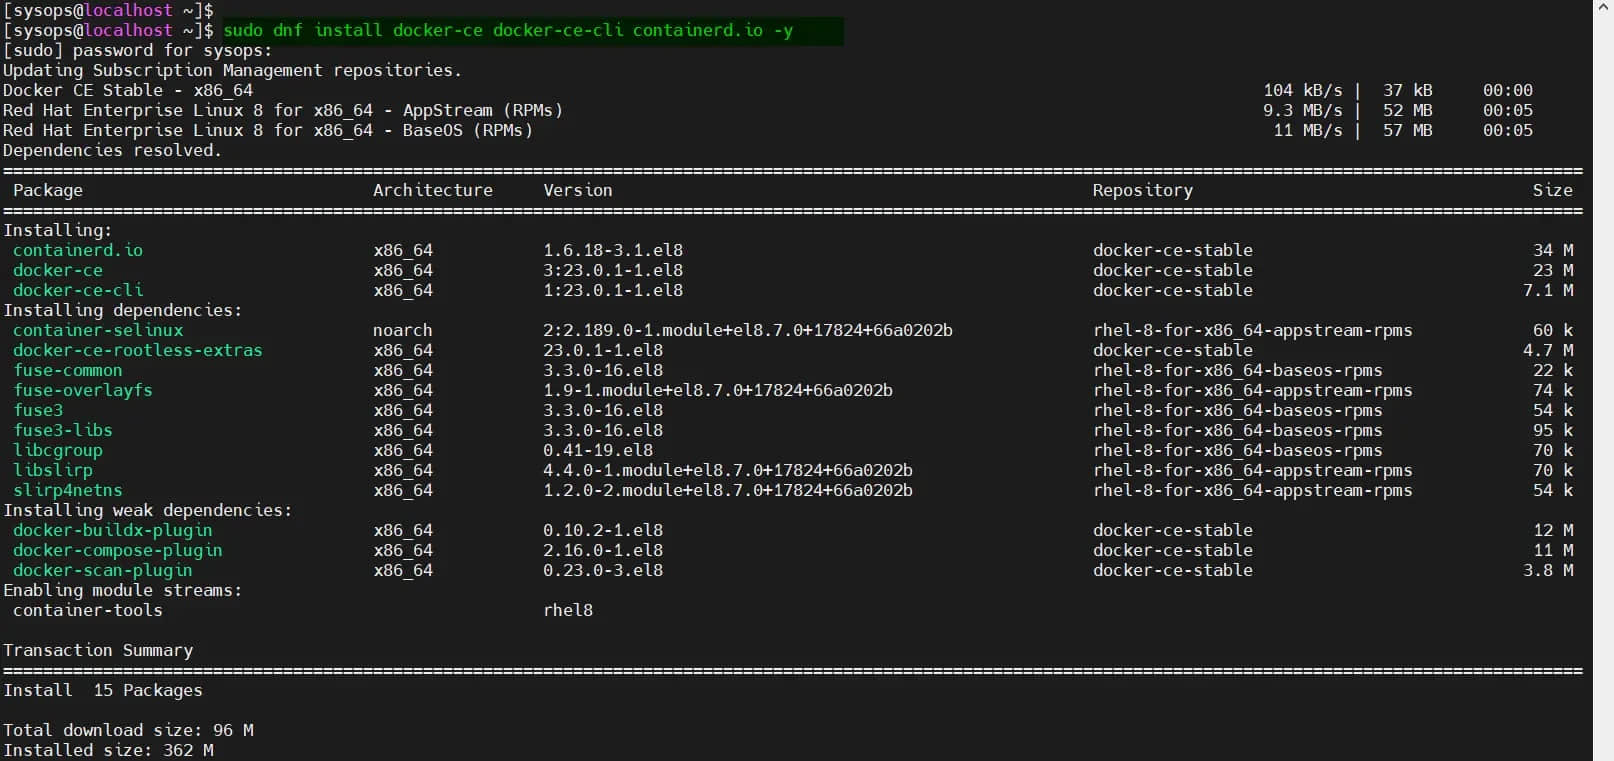 [sysops@localhost ~]$
[sysops@localhost ~]$ sudo dnf install docker-ce docker-ce-cli containerd.io -y
[sudo] password for sysops:
Updating Subscription Management repositories.
Docker CE Stable - x86_64 104 kB/s | 37 kB 00:00
Red Hat Enterprise Linux 8 for x86_64 - AppStream (RPMs) 9.3 MB/s | 52 MB 00:05
Red Hat Enterprise Linux 8 for x86_64 - BaseOS (RPMs) 11 MB/s | 57 MB 00:05
Dependencies resolved.
Package Architecture Version Repository Size
Installing:
containerd.io x86_64 1.6.18-3.1.el8 docker-ce-stable 34 M
docker-ce x86_64 3:23.0.1-1.el8 docker-ce-stable 23 M
docker-ce-cli x86_64 1:23.0.1-1.el8 docker-ce-stable 7.1 M
Installing dependencies:
container-selinux noarch 2:2.189.0-1.module+el8.7.0+17824+66a0202b rhel-8-for-x86_64-appstream-rpms 60 k
docker-ce-rootless-extras x86_64 23.0.1-1.el8 docker-ce-stable 4.7 M
fuse-common x86_64 3.3.0-16.el8 rhel-8-for-x86_64-baseos-rpms 22 k
fuse-overlayfs x86_64 1.9-1.module+el8.7.0+17824+66a0202b rhel-8-for-x86_64-appstream-rpms 74 k
fuse3 x86_64 3.3.0-16.el8 rhel-8-for-x86_64-baseos-rpms 54 k
fuse3-libs x86_64 3.3.0-16.el8 rhel-8-for-x86_64-baseos-rpms 95 k
libcgroup x86_64 0.41-19.el8 rhel-8-for-x86_64-baseos-rpms 70 k
libslirp x86_64 4.4.0-1.module+el8.7.0+17824+66a0202b rhel-8-for-x86_64-appstream-rpms 70 k
slirp4netns x86_64 1.2.0-2.module+el8.7.0+17824+66a0202b rhel-8-for-x86_64-appstream-rpms 54 k
Installing weak dependencies:
docker-buildx-plugin x86_64 0.10.2-1.el8 docker-ce-stable 12 M
docker-compose-plugin x86_64 2.16.0-1.el8 docker-ce-stable 11 M
docker-scan-plugin x86_64 0.23.0-3.el8 docker-ce-stable 3.8 M
Enabling module streams:
container-tools rhel8
Transaction Summary
Install 15 Packages
Total download size: 96 M
Installed size: 362 M